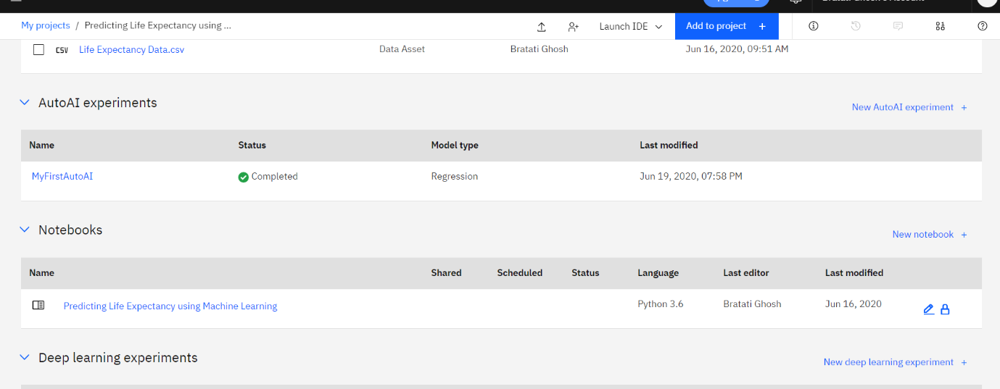 My projects / Predicting Life Expectancy using ...
Launch IDE
Add to project +
CSV Life Expectancy Data.csv Data Asset Bratati Ghosh Jun 16, 2020, 09:51 AM
AutoAI experiments
New AutoAI experiment +
Name Status Model type Last modified
MyFirstAutoAI Completed Regression Jun 19, 2020, 07:58 PM
Notebooks
New notebook +
Name Shared Scheduled Status Language Last editor Last modified
Predicting Life Expectancy using Machine Learning Python 3.6 Bratati Ghosh Jun 16, 2020
Deep learning experiments
New deep learning experiment +